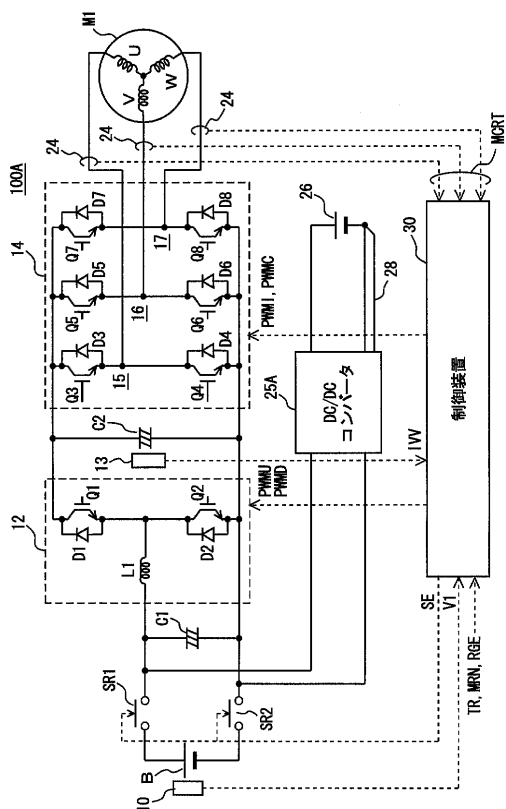 100A
M1
U
V
W
24
24
24
MCRT
14
Q7
D7
Q5
D5
Q3
D3
17
16
15
Q8
D8
Q6
D6
Q4
D4
C2
13
PWMI, PWMC
IVV
26
28
25A
DC/DC
コンバータ
30
制御装置
12
Q1
D1
L1
Q2
D2
PWMU
PWMD
C1
SR1
SR2
B
10
SE
V1
TR, MRN, RGE